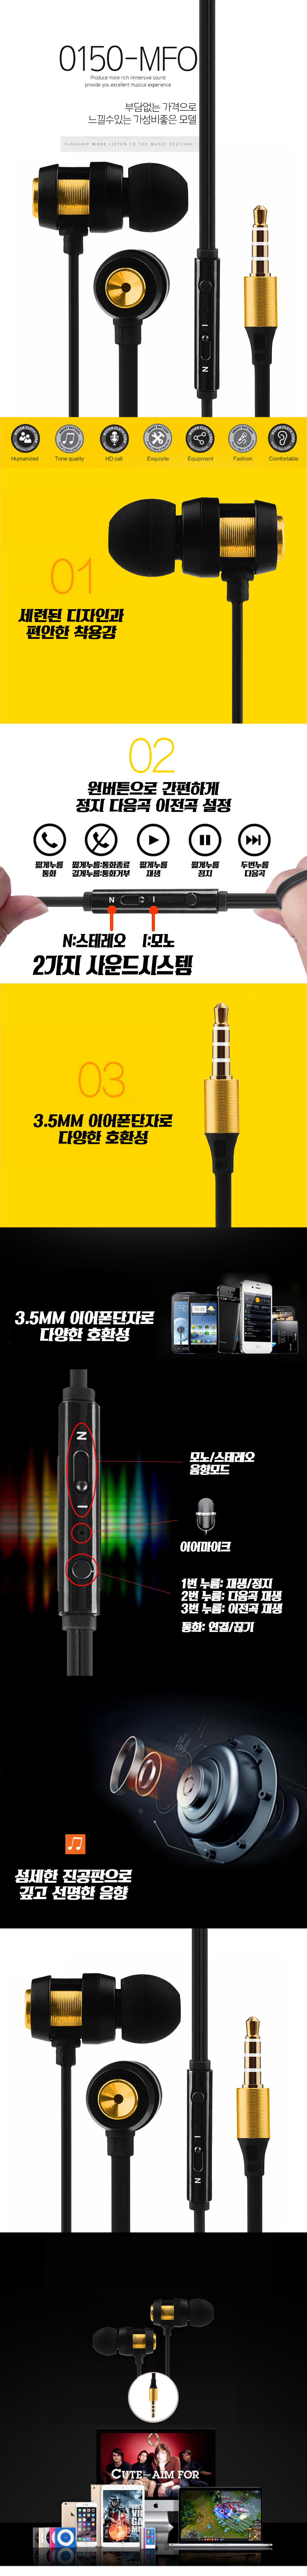 0150-MFO
Produce more rich immersive sound
provide you excellent musical experience
부담없는 가격으로
느낄수있는 가성비좋은 모델
FLAGSHIP WORK LISTEN TO THE MUSIC FESTIVAL
N
I
Humanized
Tone quality
HD call
Exquisite
Equipment
Fashion
Comfortable
01
세련된 디자인과
편안한 착용감
02
원버튼으로 간편하게
정지 다음곡 이전곡 설정
짧게누름
통화
짧게누름:통화종료
길게누름:통화거부
짧게누름
재생
짧게누름
정지
두번누름
다음곡
N
I
N:스테레오
I:모노
2가지 사운드시스템
03
3.5MM 이어폰단자로
다양한 호환성
3.5MM 이어폰단자로
다양한 호환성
N
I
모노/스테레오
음향모드
이어마이크
1번 누름: 재생/정지
2번 누름: 다음곡 재생
3번 누름: 이전곡 재생
통화: 연결/끊기
섬세한 진공판으로
깊고 선명한 음향
I
N
CUTE AIM FOR